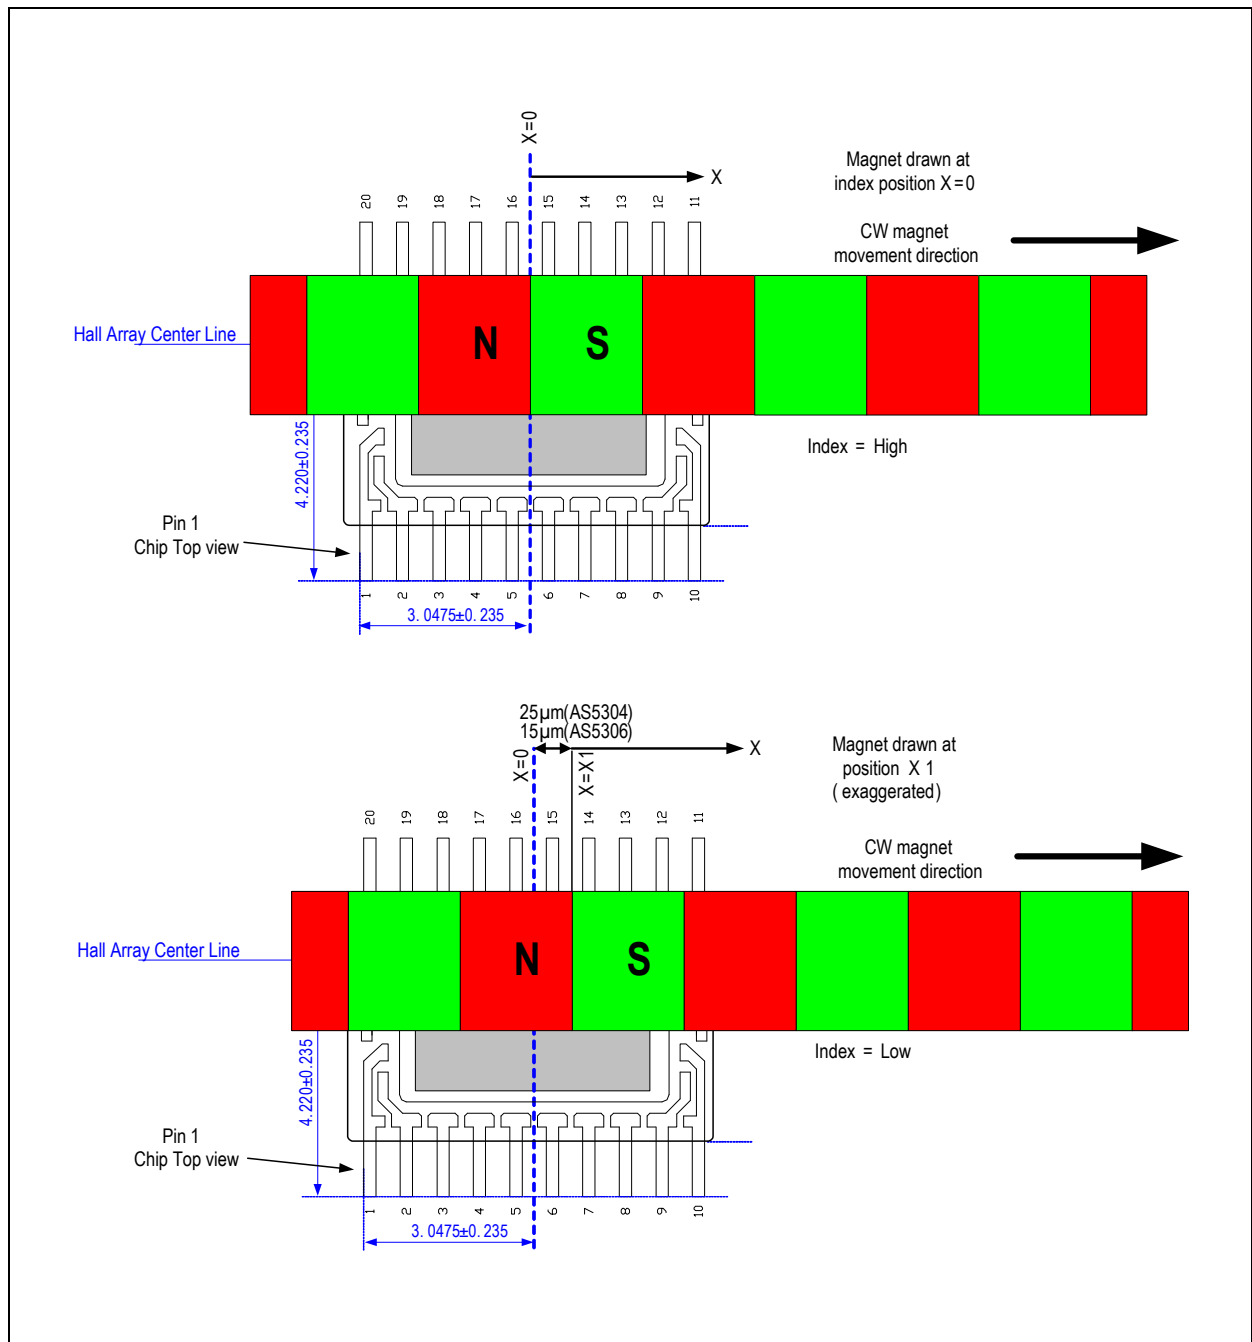 X=0
X
Magnet drawn at
index position X=0
20 19 18 17 16 15 14 13 12 11
CW magnet
movement direction
Hall Array Center Line
N S
Index = High
4.220±0.235
Pin 1
Chip Top view
1 2 3 4 5 6 7 8 9 10
3.0475±0.235
25µm(AS5304)
15µm(AS5306)
X=0
X=X1
X
Magnet drawn at
position X 1
( exaggerated)
20 19 18 17 16 15 14 13 12 11
CW magnet
movement direction
Hall Array Center Line
N S
Index = Low
4.220±0.235
Pin 1
Chip Top view
1 2 3 4 5 6 7 8 9 10
3.0475±0.235